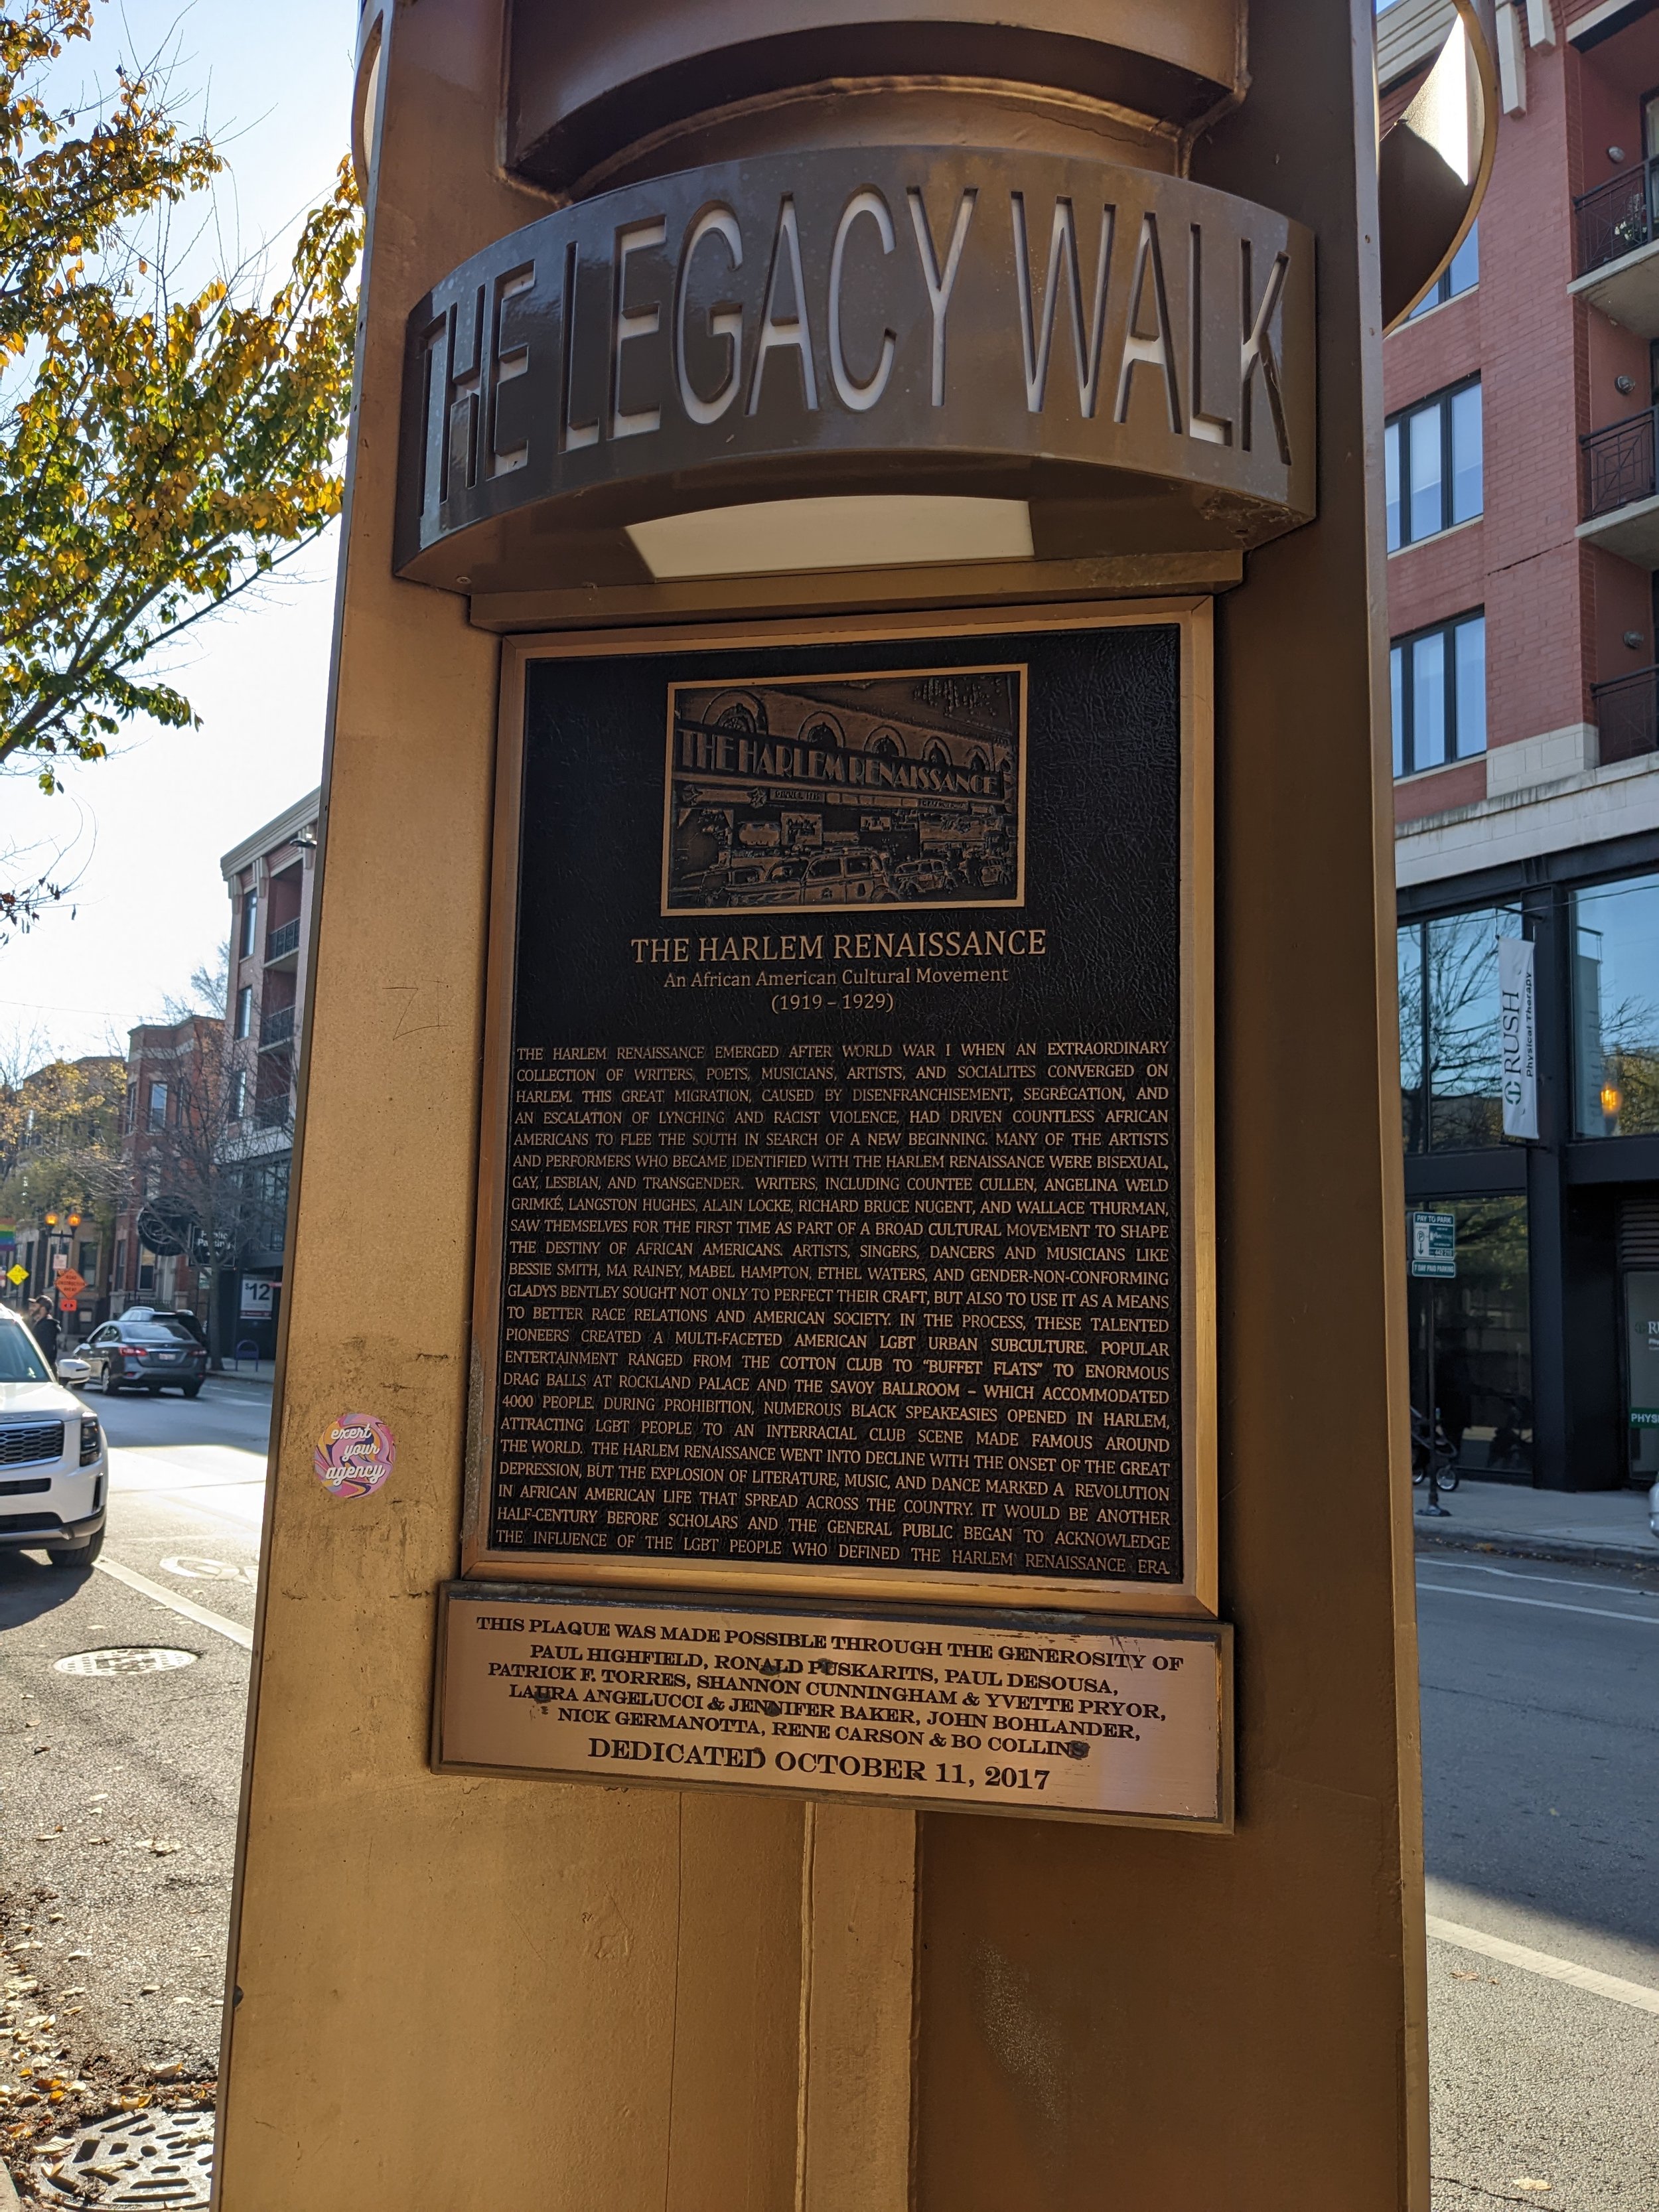 THE LEGACY WALK
THE HARLEM RENAISSANCE
THE HARLEM RENAISSANCE
An African American Cultural Movement
(1919 – 1929)
THE HARLEM RENAISSANCE EMERGED AFTER WORLD WAR I WHEN AN EXTRAORDINARY
COLLECTION OF WRITERS, POETS, MUSICIANS, ARTISTS, AND SOCIALITES CONVERGED ON
HARLEM. THIS GREAT MIGRATION, CAUSED BY DISENFRANCHISEMENT, SEGREGATION, AND
AN ESCALATION OF LYNCHING AND RACIST VIOLENCE, HAD DRIVEN COUNTLESS AFRICAN
AMERICANS TO FLEE THE SOUTH IN SEARCH OF A NEW BEGINNING. MANY OF THE ARTISTS
AND PERFORMERS WHO BECAME IDENTIFIED WITH THE HARLEM RENAISSANCE WERE BISEXUAL,
GAY, LESBIAN, AND TRANSGENDER. WRITERS, INCLUDING COUNTEE CULLEN, ANGELINA WELD
GRIMKÉ, LANGSTON HUGHES, ALAIN LOCKE, RICHARD BRUCE NUGENT, AND WALLACE THURMAN,
SAW THEMSELVES FOR THE FIRST TIME AS PART OF A BROAD CULTURAL MOVEMENT TO SHAPE
THE DESTINY OF AFRICAN AMERICANS. ARTISTS, SINGERS, DANCERS AND MUSICIANS LIKE
BESSIE SMITH, MA RAINEY, MABEL HAMPTON, ETHEL WATERS, AND GENDER-NON-CONFORMING
GLADYS BENTLEY SOUGHT NOT ONLY TO PERFECT THEIR CRAFT, BUT ALSO TO USE IT AS A MEANS
TO BETTER RACE RELATIONS AND AMERICAN SOCIETY. IN THE PROCESS, THESE TALENTED
PIONEERS CREATED A MULTI-FACETED AMERICAN LGBT URBAN SUBCULTURE. POPULAR
ENTERTAINMENT RANGED FROM THE COTTON CLUB TO "BUFFET FLATS" TO ENORMOUS
DRAG BALLS AT ROCKLAND PALACE AND THE SAVOY BALLROOM – WHICH ACCOMMODATED
4000 PEOPLE. DURING PROHIBITION, NUMEROUS BLACK SPEAKEASIES OPENED IN HARLEM,
ATTRACTING LGBT PEOPLE TO AN INTERRACIAL CLUB SCENE MADE FAMOUS AROUND
THE WORLD. THE HARLEM RENAISSANCE WENT INTO DECLINE WITH THE ONSET OF THE GREAT
DEPRESSION, BUT THE EXPLOSION OF LITERATURE, MUSIC, AND DANCE MARKED A REVOLUTION
IN AFRICAN AMERICAN LIFE THAT SPREAD ACROSS THE COUNTRY. IT WOULD BE ANOTHER
HALF-CENTURY BEFORE SCHOLARS AND THE GENERAL PUBLIC BEGAN TO ACKNOWLEDGE
THE INFLUENCE OF THE LGBT PEOPLE WHO DEFINED THE HARLEM RENAISSANCE ERA.
THIS PLAQUE WAS MADE POSSIBLE THROUGH THE GENEROSITY OF
PAUL HIGHFIELD, RONALD PUSKARITS, PAUL DESOUSA,
PATRICK F. TORRES, SHANNON CUNNINGHAM & YVETTE PRYOR,
LAURA ANGELUCCI & JENNIFER BAKER, JOHN BOHLANDER,
NICK GERMANOTTA, RENE CARSON & BO COLLINS
DEDICATED OCTOBER 11, 2017
exert
your
agency
$12
RUSH
Physical Therapy
PAY TO PARK
PHYS